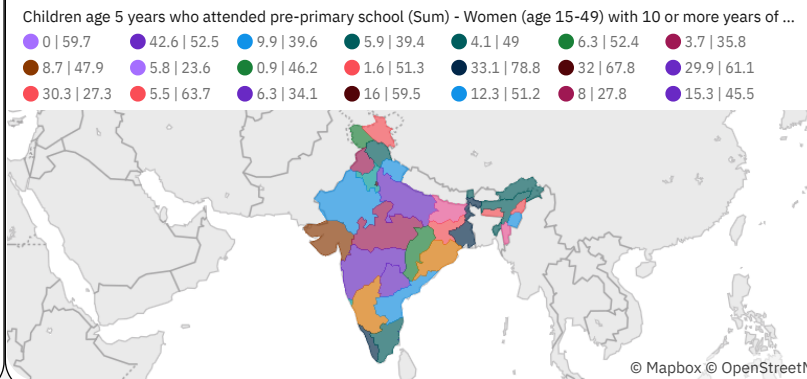 Children age 5 years who attended pre-primary school (Sum) - Women (age 15-49) with 10 or more years of ...
0 | 59.7 42.6 | 52.5 9.9 | 39.6 5.9 | 39.4 4.1 | 49 6.3 | 52.4 3.7 | 35.8
8.7 | 47.9 5.8 | 23.6 0.9 | 46.2 1.6 | 51.3 33.1 | 78.8 32 | 67.8 29.9 | 61.1
30.3 | 27.3 5.5 | 63.7 6.3 | 34.1 16 | 59.5 12.3 | 51.2 8 | 27.8 15.3 | 45.5
© Mapbox ©